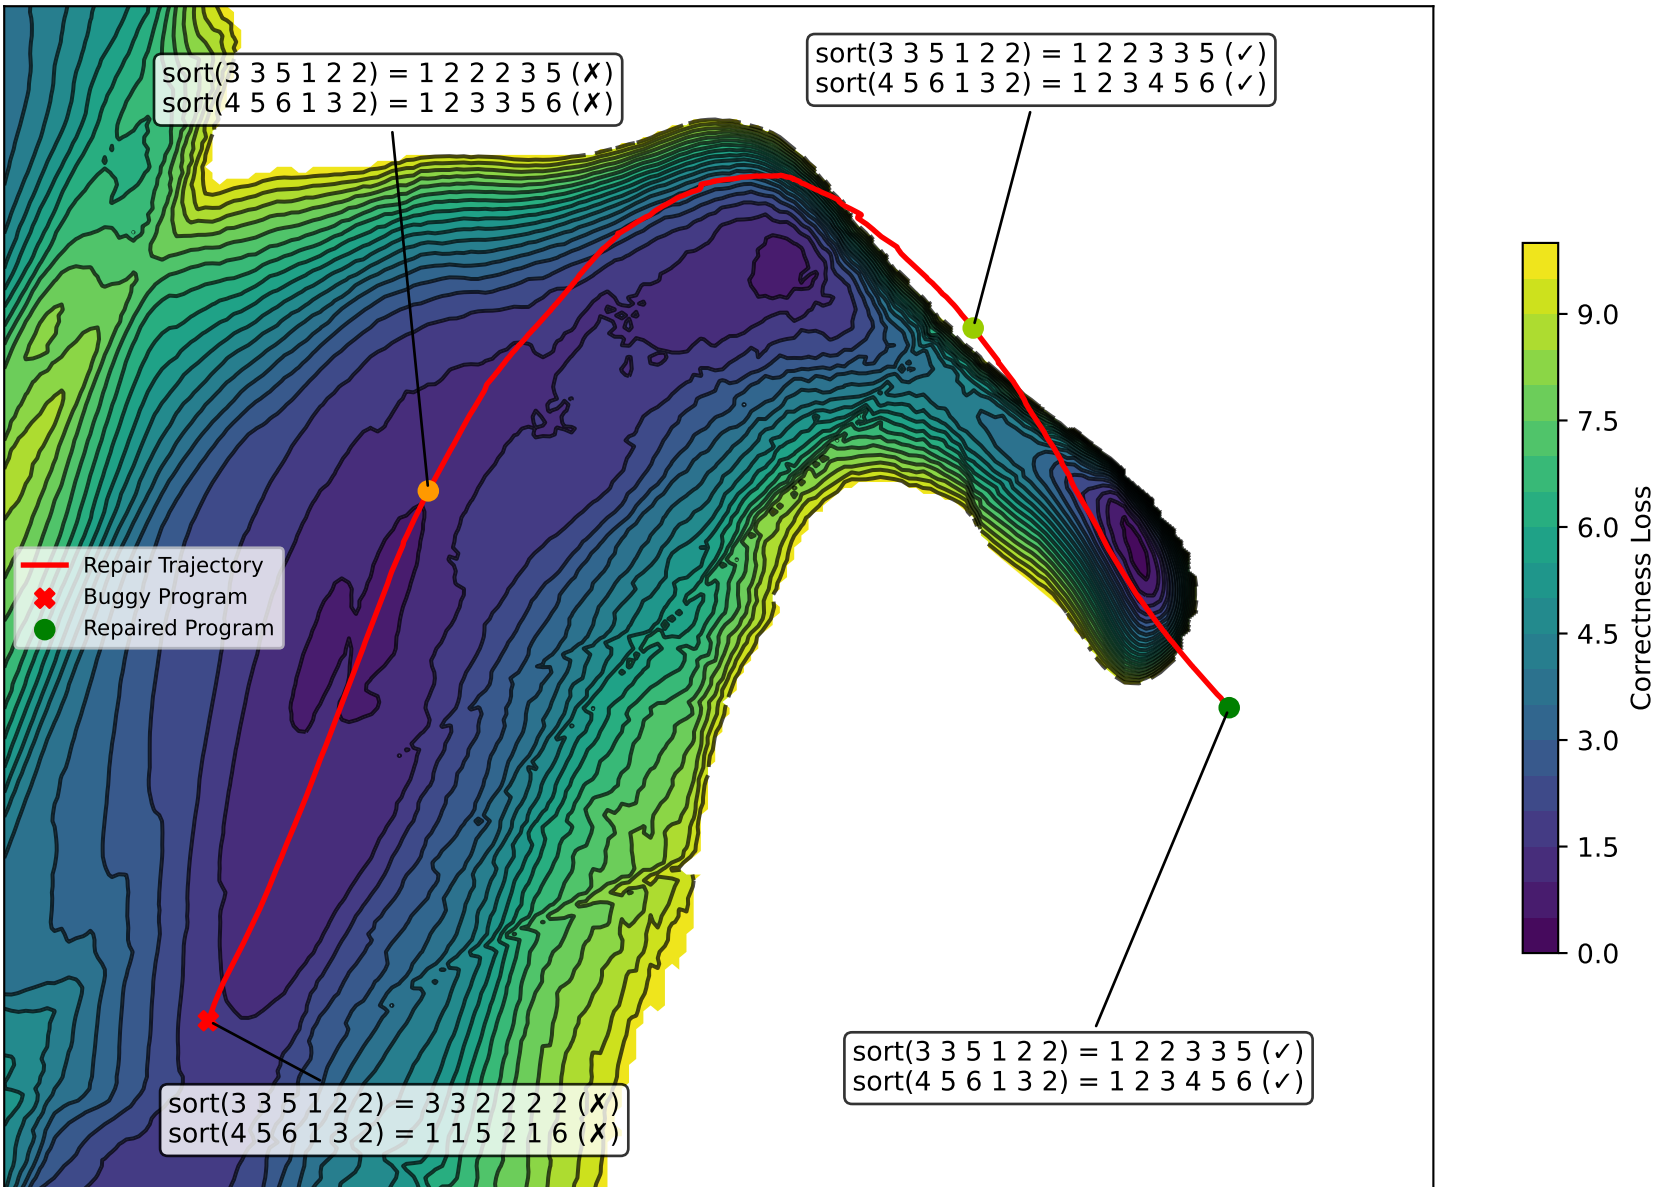 sort(3 3 5 1 2 2) = 1 2 2 2 3 5 (✗)
sort(4 5 6 1 3 2) = 1 2 3 3 5 6 (✗)
sort(3 3 5 1 2 2) = 1 2 2 3 3 5 (✓)
sort(4 5 6 1 3 2) = 1 2 3 4 5 6 (✓)
Repair Trajectory
Buggy Program
Repaired Program
sort(3 3 5 1 2 2) = 3 3 2 2 2 2 (✗)
sort(4 5 6 1 3 2) = 1 1 5 2 1 6 (✗)
sort(3 3 5 1 2 2) = 1 2 2 3 3 5 (✓)
sort(4 5 6 1 3 2) = 1 2 3 4 5 6 (✓)
9.0
7.5
6.0
4.5
3.0
1.5
0.0
Correctness Loss